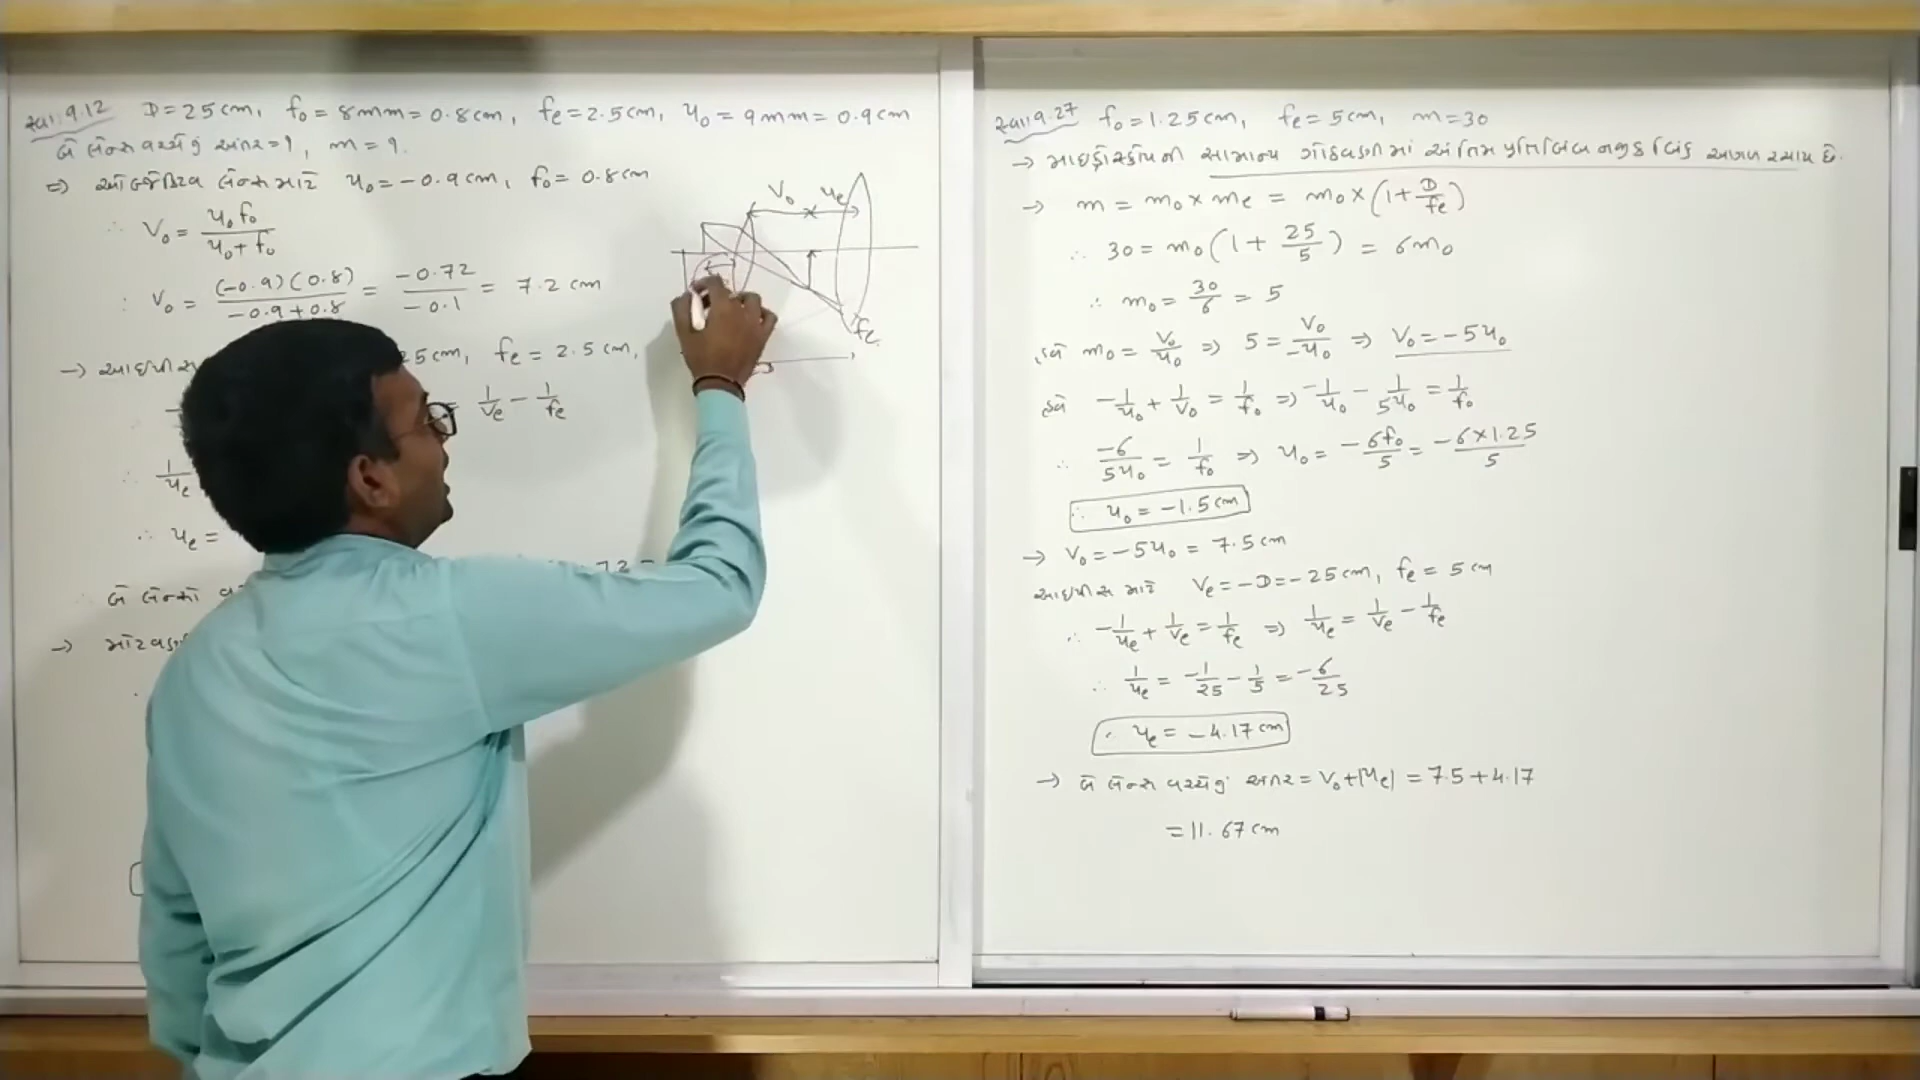 સ્વા. 9.12 D = 25 cm, f₀ = 8 mm = 0.8 cm, fe = 2.5 cm, u₀ = 9 mm = 0.9 cm
બે લેન્સ વચ્ચેનું અંતર = ?, m = ?
⇒ ઓબ્જેક્ટિવ લેન્સ માટે u₀ = -0.9 cm, f₀ = 0.8 cm
∴ V₀ = u₀ f₀ / u₀ + f₀
∴ V₀ = (-0.9)(0.8) / -0.9 + 0.8 = -0.72 / -0.1 = 7.2 cm
→ 25 cm, fe = 2.5 cm,
= 1/Ve - 1/fe
∴ 1/ue
∴ ue =
∴ બે લેન્સો
→ મોટવણી
V₀ ue
fe
સ્વા. 9.27 f₀ = 1.25 cm, fe = 5 cm, m = 30
→ માઇક્રોસ્કોપની સામાન્ય ગોઠવણીમાં અંતિમ પ્રતિબિંબ નજીક બિંદુ આગળ રચાય છે.
→ m = m₀ × me = m₀ × (1 + D/fe)
∴ 30 = m₀ (1 + 25/5) = 6m₀
∴ m₀ = 30/6 = 5
હવે m₀ = V₀/u₀ ⇒ 5 = V₀/-u₀ ⇒ V₀ = -5u₀
હવે -1/u₀ + 1/V₀ = 1/f₀ ⇒ -1/u₀ - 1/5u₀ = 1/f₀
∴ -6/5u₀ = 1/f₀ ⇒ u₀ = -6f₀/5 = -6×1.25/5
∴ u₀ = -1.5 cm
→ V₀ = -5u₀ = 7.5 cm
આઇપીસ માટે Ve = -D = -25 cm, fe = 5 cm
∴ -1/ue + 1/Ve = 1/fe ⇒ 1/ue = 1/Ve - 1/fe
∴ 1/ue = -1/25 - 1/5 = -6/25
∴ ue = -4.17 cm
→ બે લેન્સ વચ્ચેનું અંતર = V₀ + |ue| = 7.5 + 4.17
= 11.67 cm